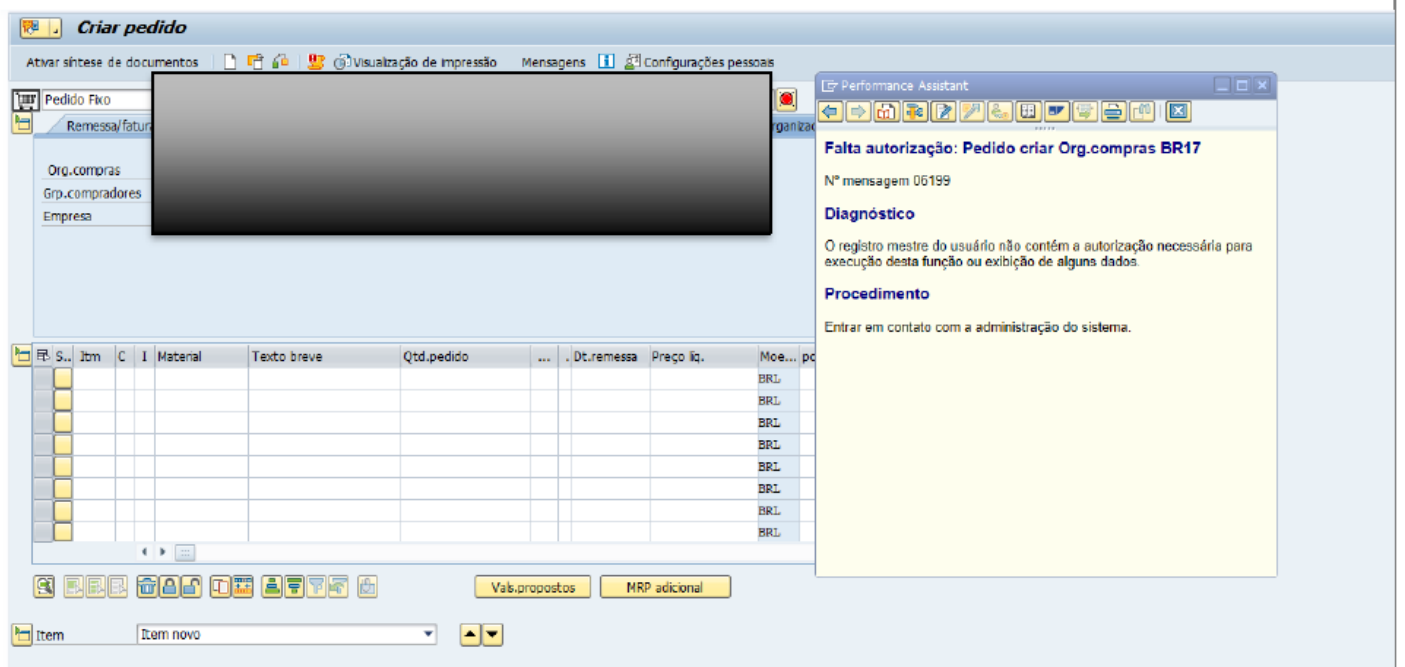 Criar pedido
Ativar síntese de documentos Visualização de impressão Mensagens Configurações pessoais
Pedido Fixo
Remessa/fatura
Org.compras
Grp.compradores
Empresa
Performance Assistant
Falta autorização: Pedido criar Org.compras BR17
Nº mensagem 06199
Diagnóstico
O registro mestre do usuário não contém a autorização necessária para
execução desta função ou exibição de alguns dados.
Procedimento
Entrar em contato com a administração do sistema.
S.. Itm C I Material Texto breve Qtd.pedido ... . Dt.remessa Preço líq. Moe... po
BRL
BRL
BRL
BRL
BRL
BRL
BRL
BRL
Vals.propostos MRP adicional
Item Item novo